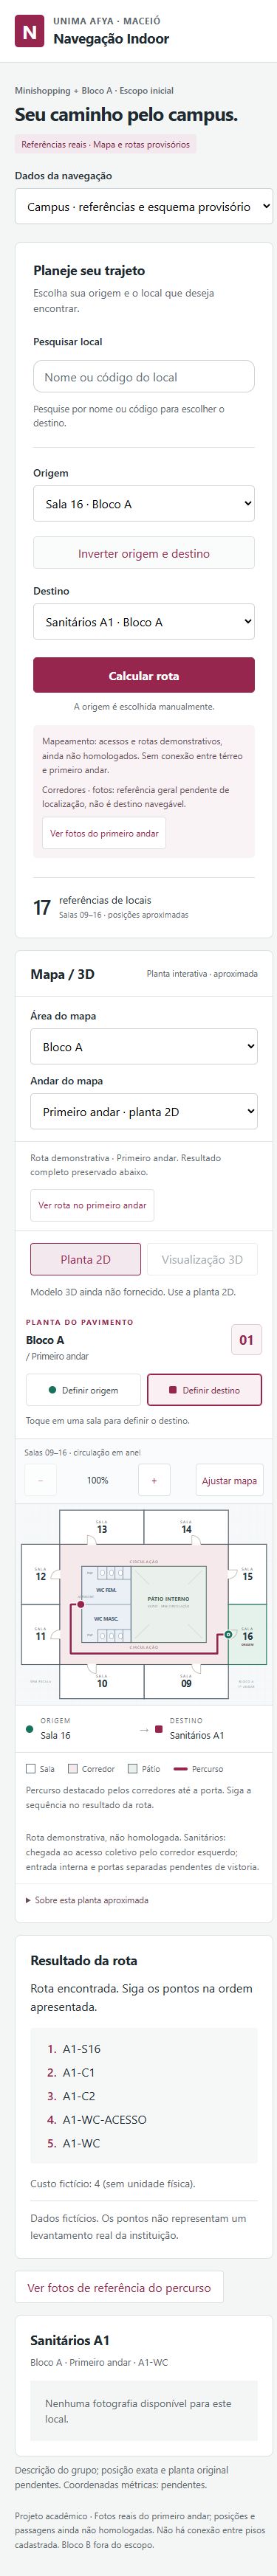 N
UNIMA AFYA · MACEIÓ
Navegação Indoor
Minishopping + Bloco A · Escopo inicial
Seu caminho pelo campus.
Referências reais · Mapa e rotas provisórios
Dados da navegação
Campus · referências e esquema provisório
Planeje seu trajeto
Escolha sua origem e o local que deseja
encontrar.
Pesquisar local
Nome ou código do local
Pesquise por nome ou código para escolher o
destino.
Origem
Sala 16 · Bloco A
Inverter origem e destino
Destino
Sanitários A1 · Bloco A
Calcular rota
A origem é escolhida manualmente.
Mapeamento: acessos e rotas demonstrativos,
ainda não homologados. Sem conexão entre térreo
e primeiro andar.
Corredores · fotos: referência geral pendente de
localização, não é destino navegável.
Ver fotos do primeiro andar
17
referências de locais
Salas 09–16 · posições aproximadas
Mapa / 3D
Planta interativa · aproximada
Área do mapa
Bloco A
Andar do mapa
Primeiro andar · planta 2D
Rota demonstrativa · Primeiro andar. Resultado
completo preservado abaixo.
Ver rota no primeiro andar
Planta 2D
Visualização 3D
Modelo 3D ainda não fornecido. Use a planta 2D.
PLANTA DO PAVIMENTO
Bloco A
/ Primeiro andar
01
Definir origem
Definir destino
Toque em uma sala para definir o destino.
Salas 09–16 · circulação em anel
−
100%
+
Ajustar mapa
SALA
13
SALA
14
SALA
12
CIRCULAÇÃO
SALA
15
WC FEM.
PÁTIO INTERNO
SALA
11
WC MASC.
SALA
16
CIRCULAÇÃO
SALA
10
SALA
09
ORIGEM
Sala 16
→
DESTINO
Sanitários A1
Sala
Corredor
Pátio
Percurso
Percurso destacado pelos corredores até a porta. Siga a
sequência no resultado da rota.
Rota demonstrativa, não homologada. Sanitários:
chegada ao acesso coletivo pelo corredor esquerdo;
entrada interna e portas separadas pendentes de vistoria.
Sobre esta planta aproximada
Resultado da rota
Rota encontrada. Siga os pontos na ordem
apresentada.
1. A1-S16
2. A1-C1
3. A1-C2
4. A1-WC-ACESSO
5. A1-WC
Custo fictício: 4 (sem unidade física).
Dados fictícios. Os pontos não representam um
levantamento real da instituição.
Ver fotos de referência do percurso
Sanitários A1
Bloco A · Primeiro andar · A1-WC
Nenhuma fotografia disponível para este
local.
Descrição do grupo; posição exata e planta original
pendentes. Coordenadas métricas: pendentes.
Projeto acadêmico · Fotos reais do primeiro andar; posições e
passagens ainda não homologadas. Não há conexão entre pisos
cadastrada. Bloco B fora do escopo.